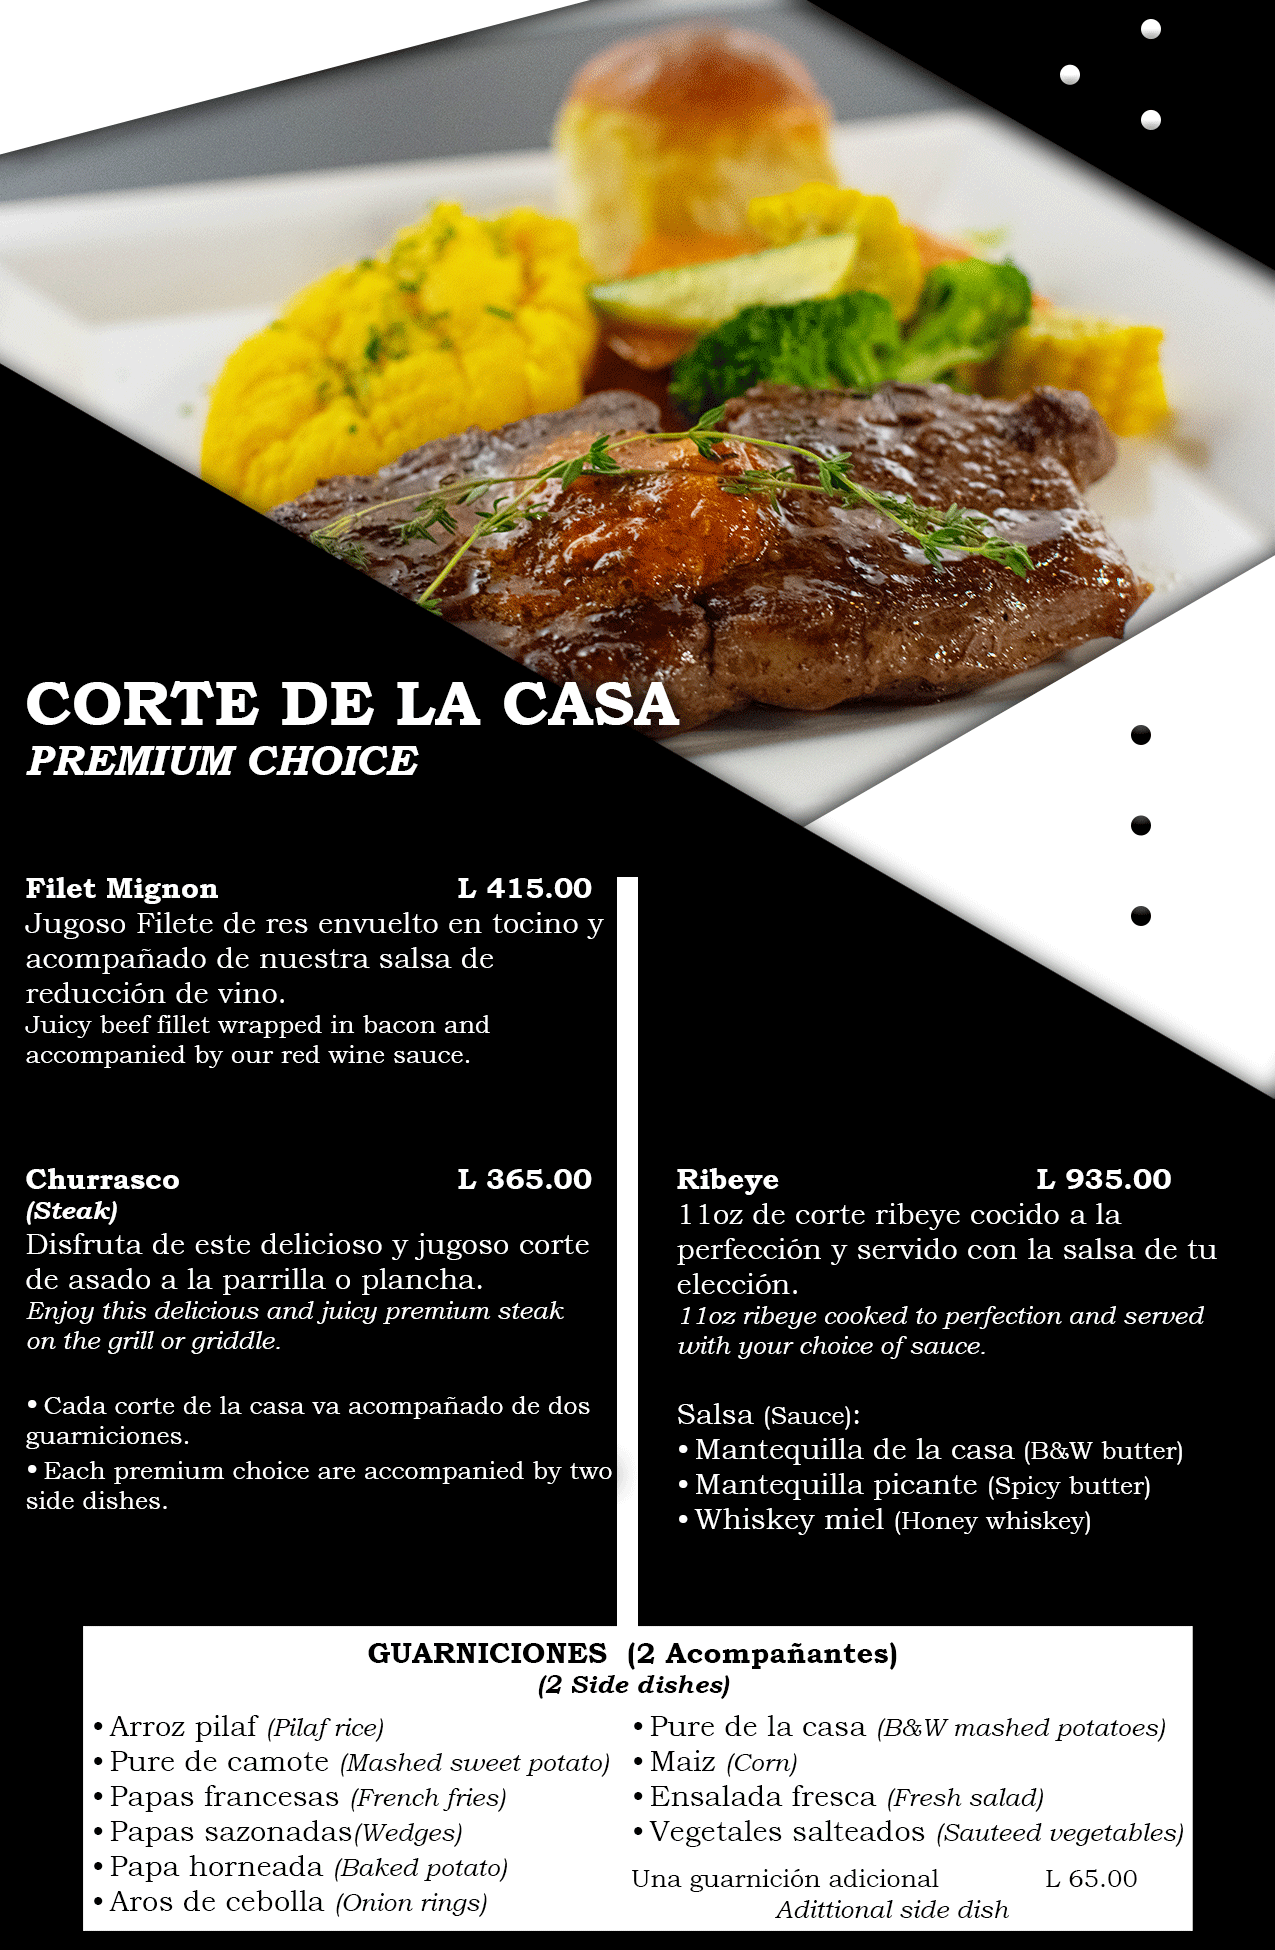 CORTE DE LA CASA
PREMIUM CHOICE
Filet Mignon L 415.00
Jugoso Filete de res envuelto en tocino y
acompañado de nuestra salsa de
reducción de vino.
Juicy beef fillet wrapped in bacon and
accompanied by our red wine sauce.
Churrasco L 365.00
(Steak)
Disfruta de este delicioso y jugoso corte
de asado a la parrilla o plancha.
Enjoy this delicious and juicy premium steak
on the grill or griddle.
• Cada corte de la casa va acompañado de dos
guarniciones.
• Each premium choice are accompanied by two
side dishes.
Ribeye L 935.00
11oz de corte ribeye cocido a la
perfección y servido con la salsa de tu
elección.
11oz ribeye cooked to perfection and served
with your choice of sauce.
Salsa (Sauce):
• Mantequilla de la casa (B&W butter)
• Mantequilla picante (Spicy butter)
• Whiskey miel (Honey whiskey)
GUARNICIONES (2 Acompañantes)
(2 Side dishes)
• Arroz pilaf (Pilaf rice)
• Pure de camote (Mashed sweet potato)
• Papas francesas (French fries)
• Papas sazonadas(Wedges)
• Papa horneada (Baked potato)
• Aros de cebolla (Onion rings)
• Pure de la casa (B&W mashed potatoes)
• Maiz (Corn)
• Ensalada fresca (Fresh salad)
• Vegetales salteados (Sauteed vegetables)
Una guarnición adicional L 65.00
Adittional side dish